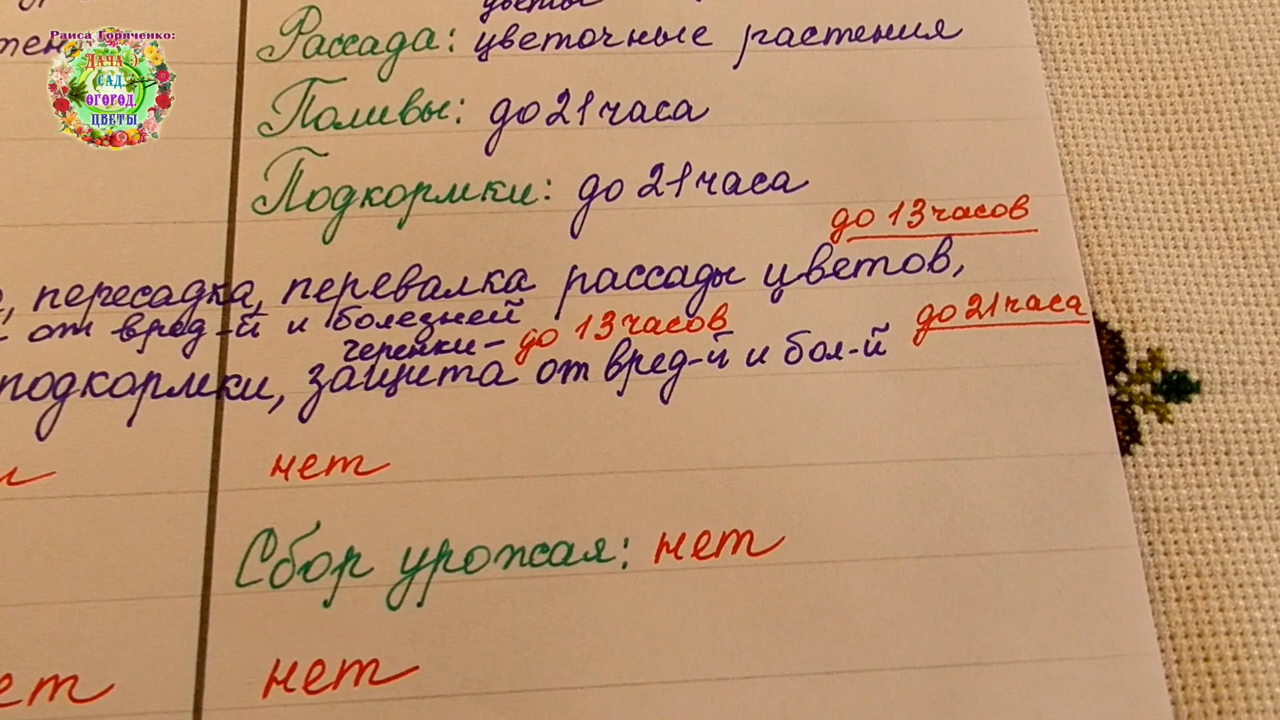 цветы
Раиса Горяченко:
ДАЧА :)
САД,
ОГОРОД,
ЦВЕТЫ
Рассада: цветочные растения
Поливы: до 21 часа
Подкормки: до 21 часа
до 13 часов
, пересадка, перевалка рассады цветов,
от вред-й и болезней
черенки - до 13 часов
до 21 часа
подкормки, защита от вред-й и бол-й
нет
Сбор урожая: нет
нет